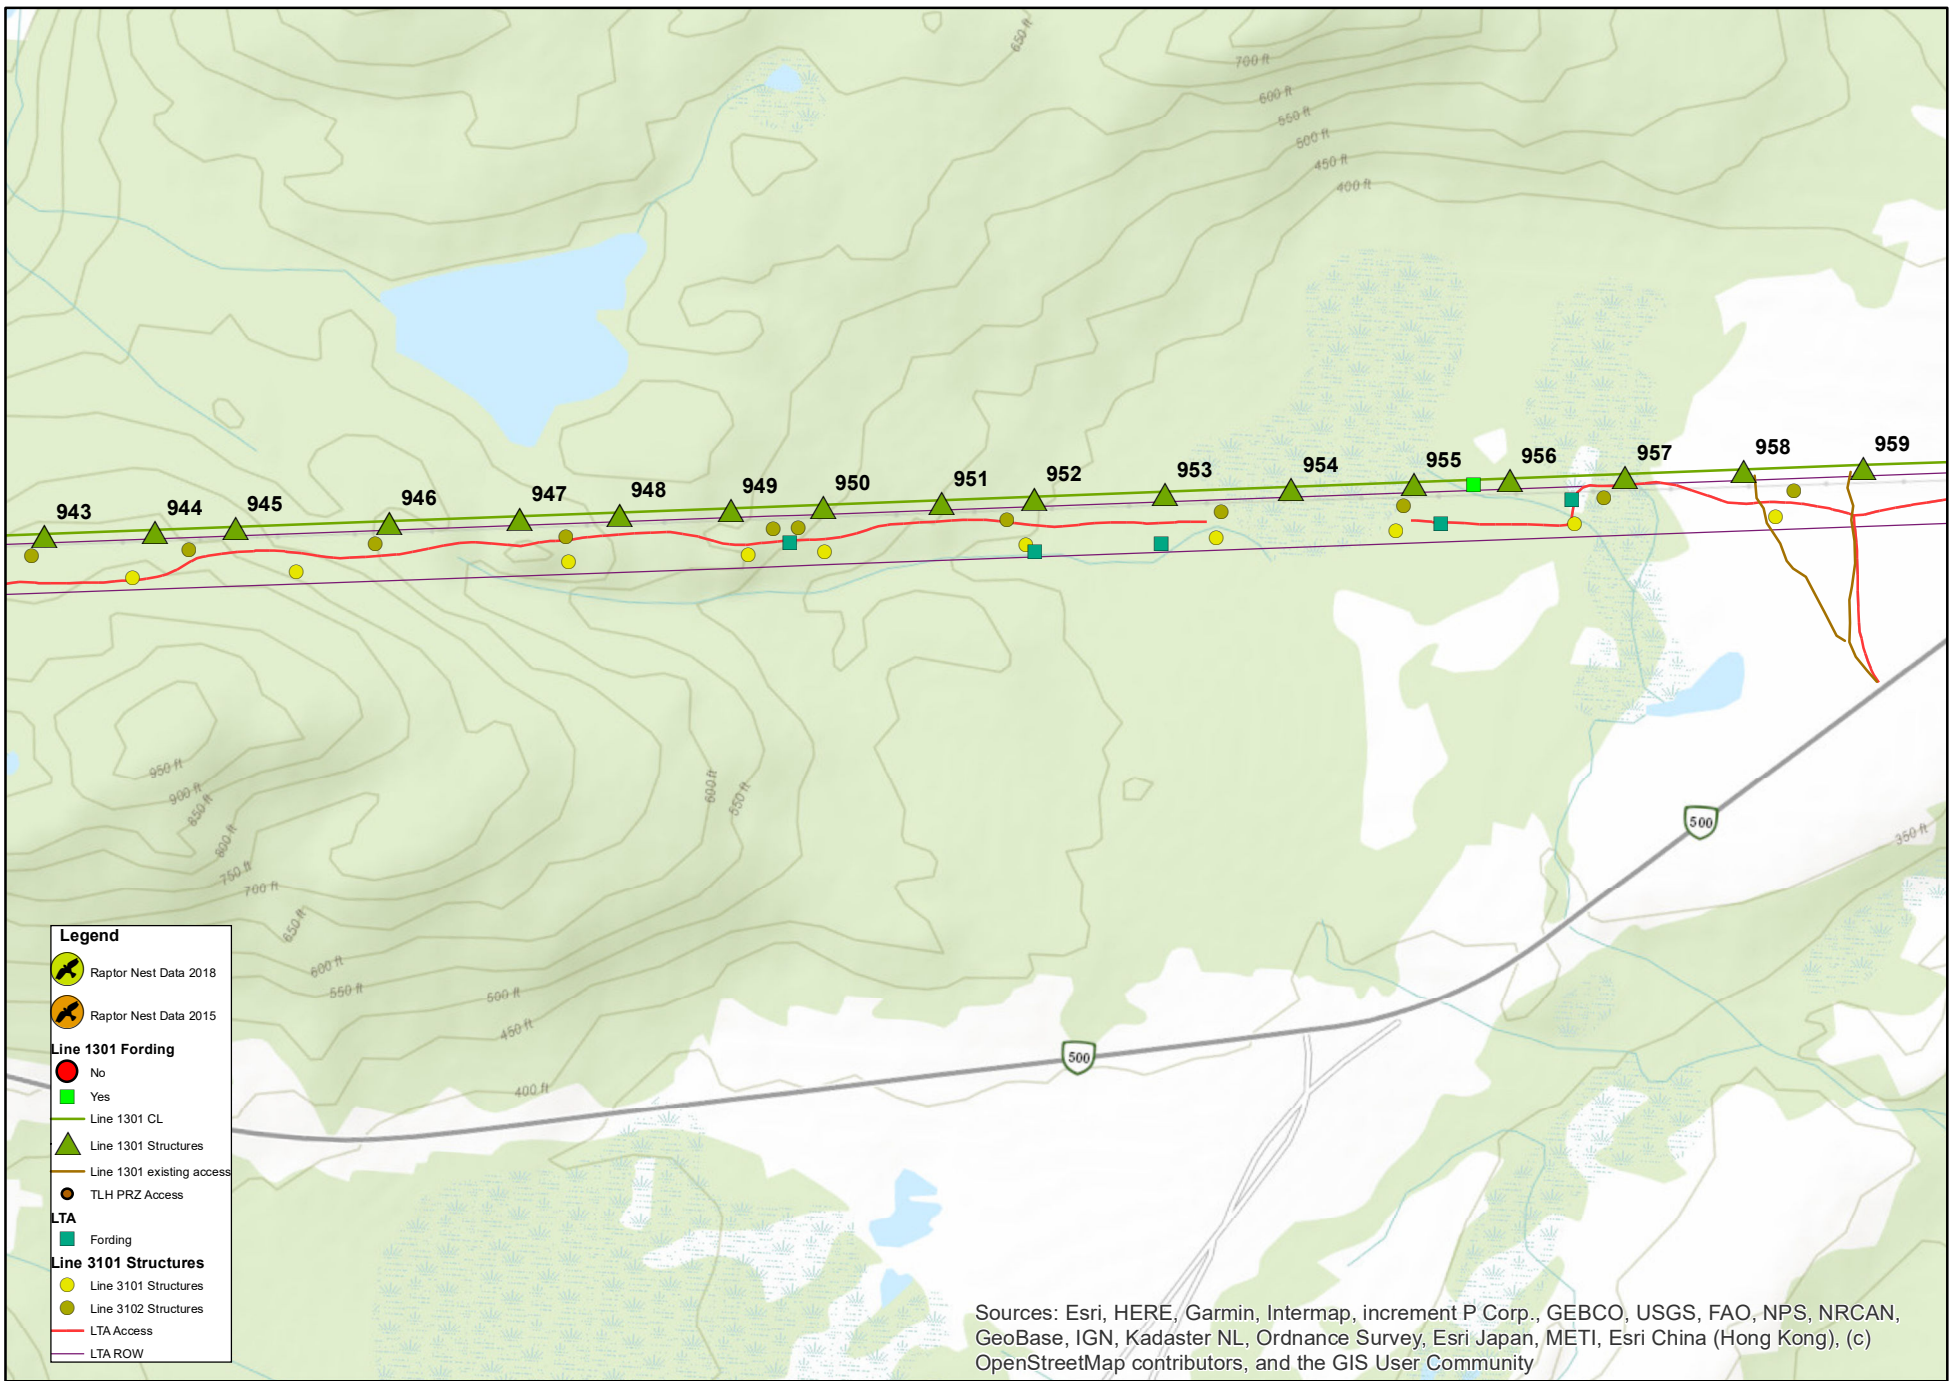 650 ft
700 ft
600 ft
550 ft
500 ft
450 ft
400 ft
943
944
945
946
947
948
949
950
951
952
953
954
955
956
957
958
959
950 ft
900 ft
850 ft
800 ft
750 ft
700 ft
650 ft
600 ft
550 ft
600 ft
550 ft
500 ft
450 ft
400 ft
500
350 ft
500
Legend
Raptor Nest Data 2018
Raptor Nest Data 2015
Line 1301 Fording
No
Yes
Line 1301 CL
Line 1301 Structures
Line 1301 existing access
TLH PRZ Access
LTA
Fording
Line 3101 Structures
Line 3101 Structures
Line 3102 Structures
LTA Access
LTA ROW
Sources: Esri, HERE, Garmin, Intermap, increment P Corp., GEBCO, USGS, FAO, NPS, NRCAN,
GeoBase, IGN, Kadaster NL, Ordnance Survey, Esri Japan, METI, Esri China (Hong Kong), (c)
OpenStreetMap contributors, and the GIS User Community